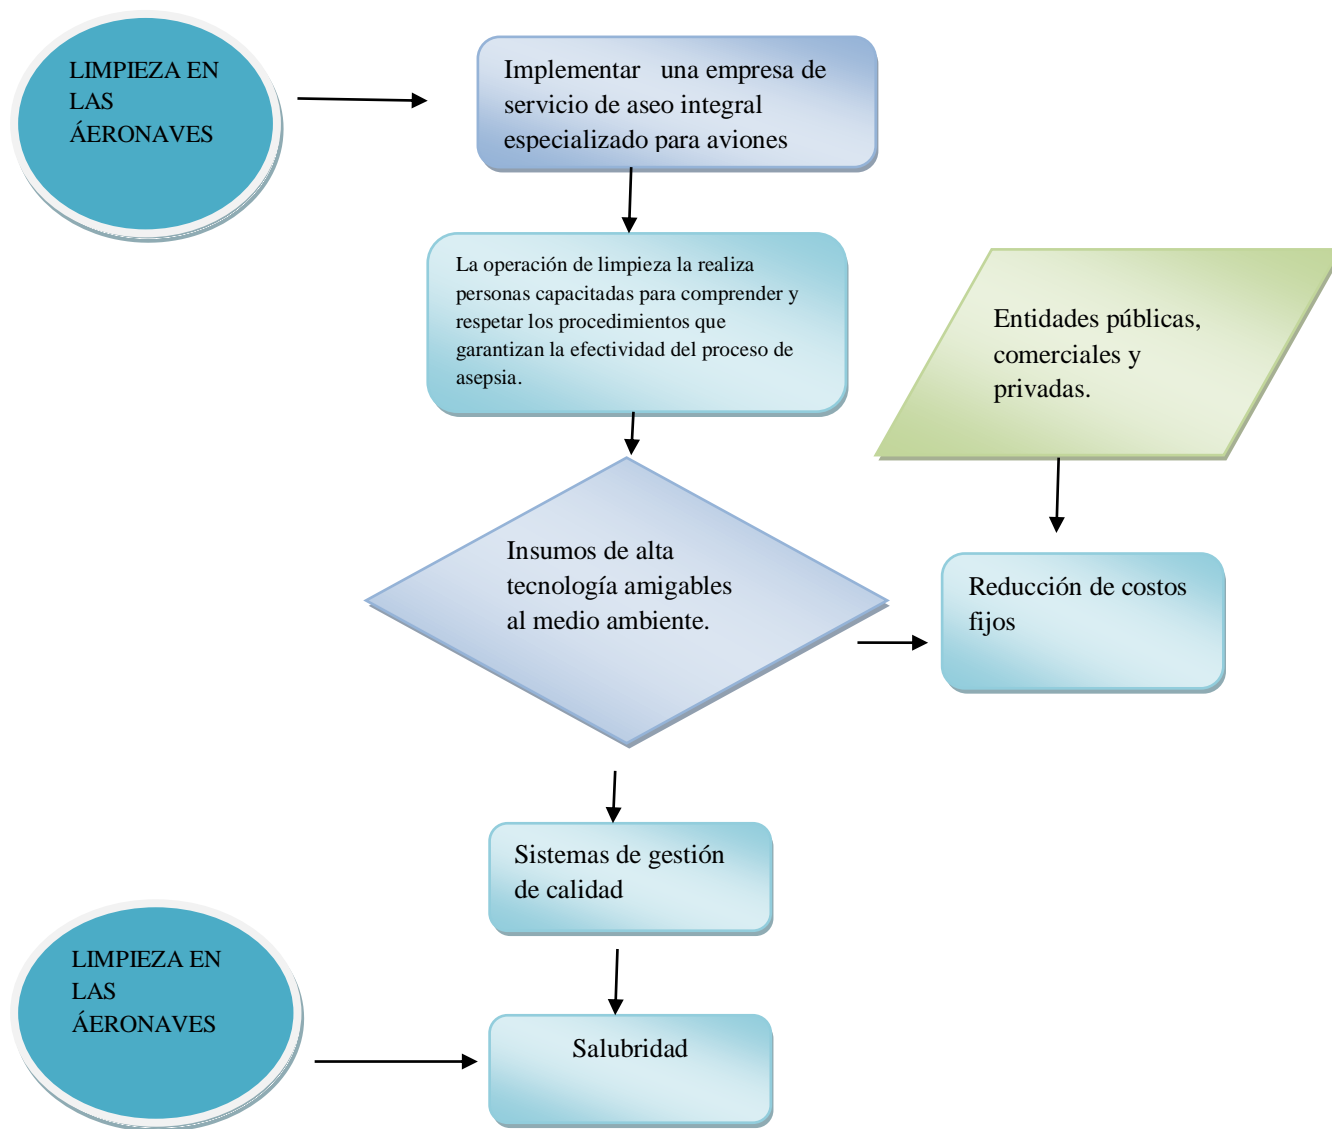 LIMPIEZA EN
LAS
ÁERONAVES
Implementar una empresa de
servicio de aseo integral
especializado para aviones
La operación de limpieza la realiza
personas capacitadas para comprender y
respetar los procedimientos que
garantizan la efectividad del proceso de
asepsia.
Entidades públicas,
comerciales y
privadas.
Insumos de alta
tecnología amigables
al medio ambiente.
Reducción de costos
fijos
Sistemas de gestión
de calidad
LIMPIEZA EN
LAS
ÁERONAVES
Salubridad